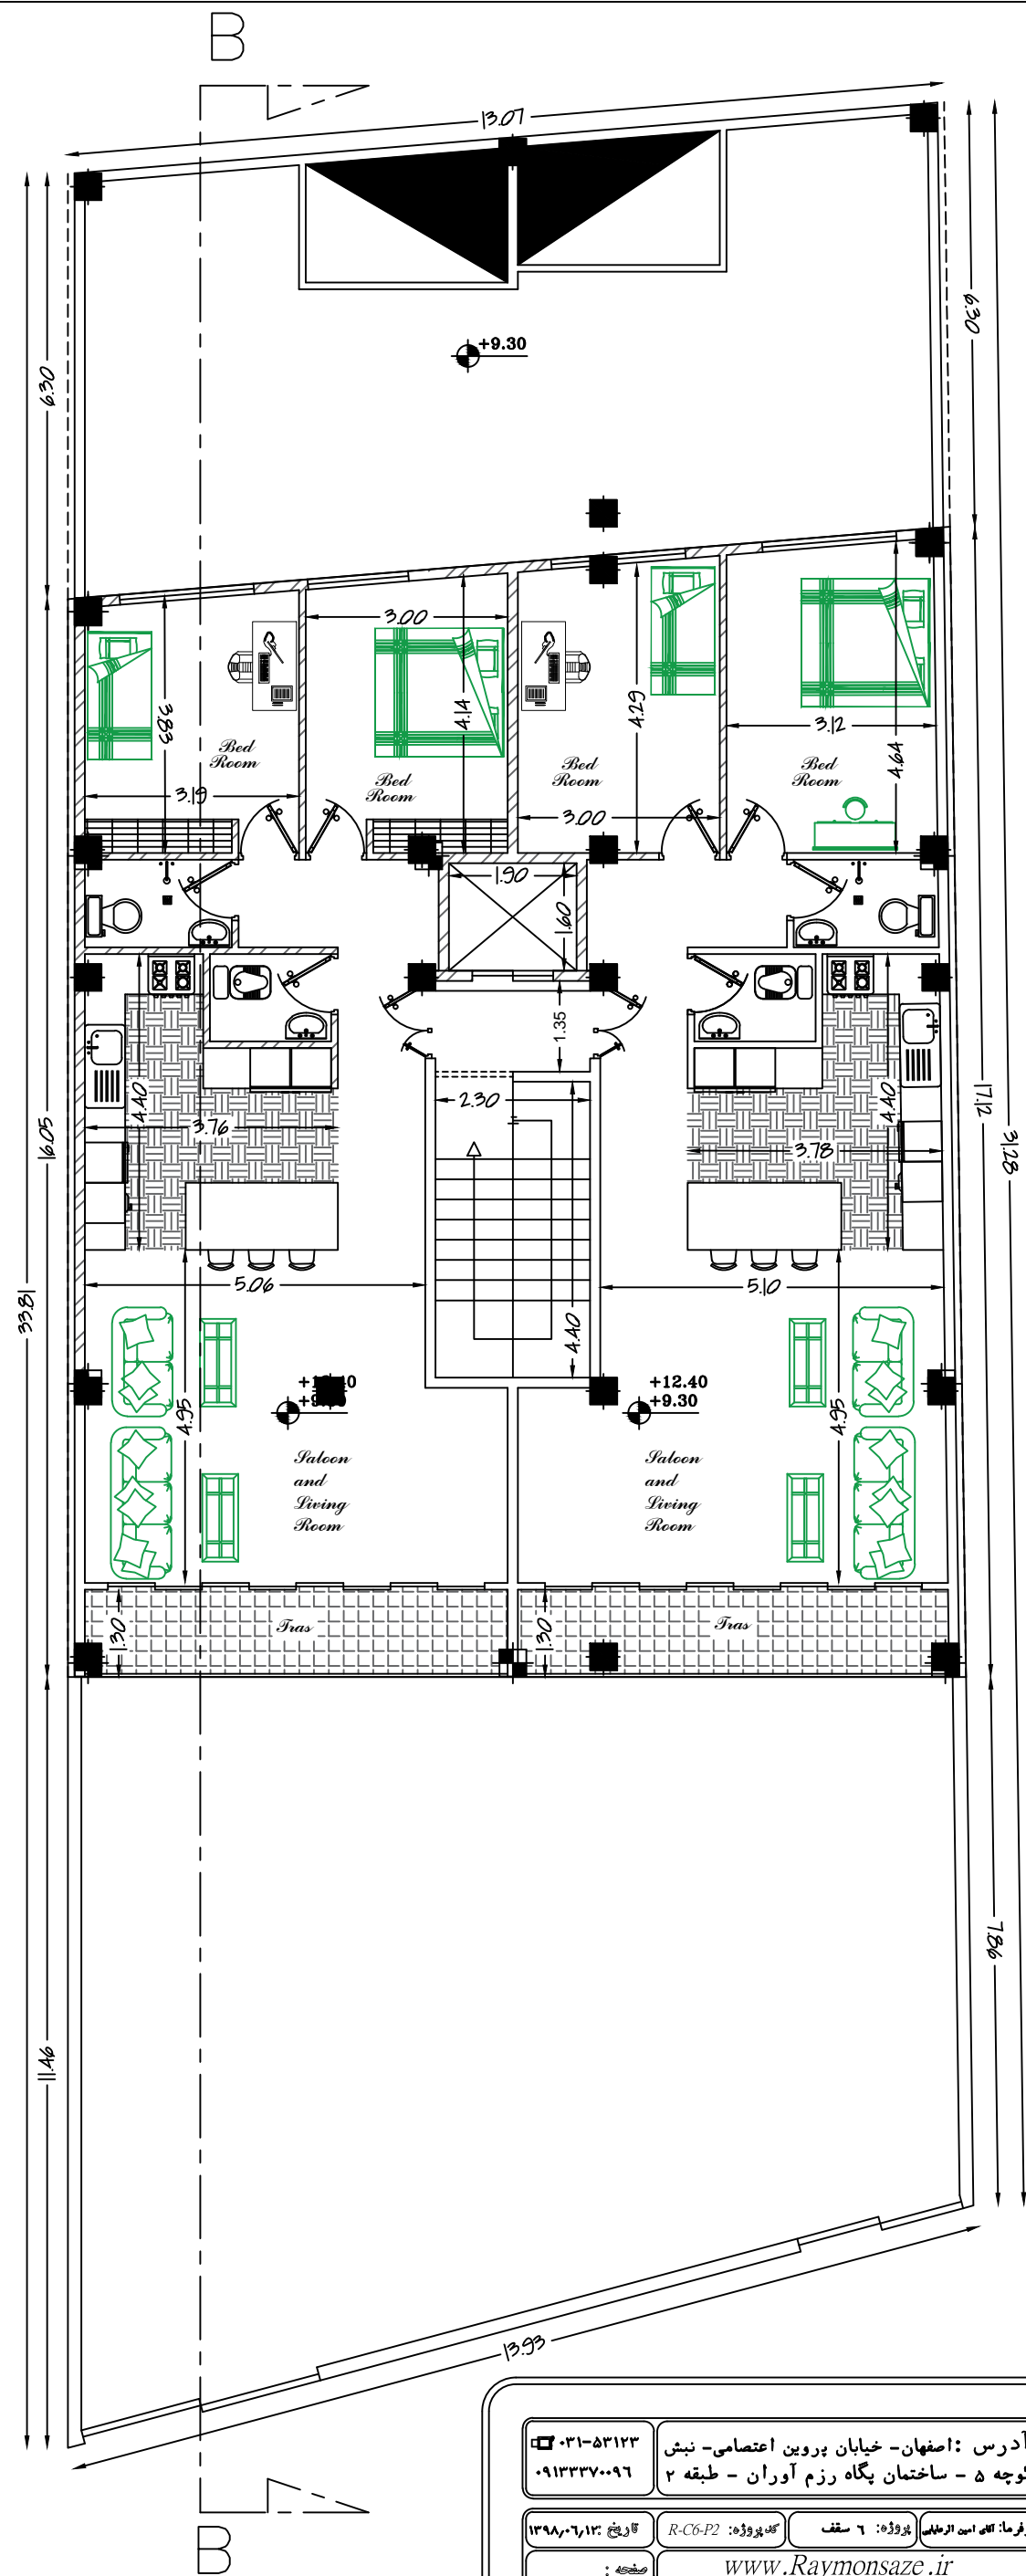 B
13.07
6.30
6.30
+9.30
3.00
3.83
4.14
4.29
3.12
4.64
Bed
Room
Bed
Room
Bed
Room
Bed
Room
3.19
3.00
1.90
1.60
1.35
4.40
4.40
2.30
3.76
3.78
16.05
17.12
31.28
33.81
5.06
5.10
4.40
+12.40
+9.30
4.95
4.95
Saloon
and
Living
Room
Saloon
and
Living
Room
1.30
Tras
1.30
Tras
7.86
11.46
13.93
B
آدرس :اصفهان- خیابان پروین اعتصامی- نبش
کوچه ۵ - ساختمان پگاه رزم آوران - طبقه ۲
۰۳۱-۵۳۱۲۳
۰۹۱۳۳۳۷۰۰۹۶
پروژه: ٦ سقف
کد پروژه: R-C6-P2
تاریخ :۱۳۹۸,۰۶,۱۲
www.Raymonsaze.ir
صفحه :